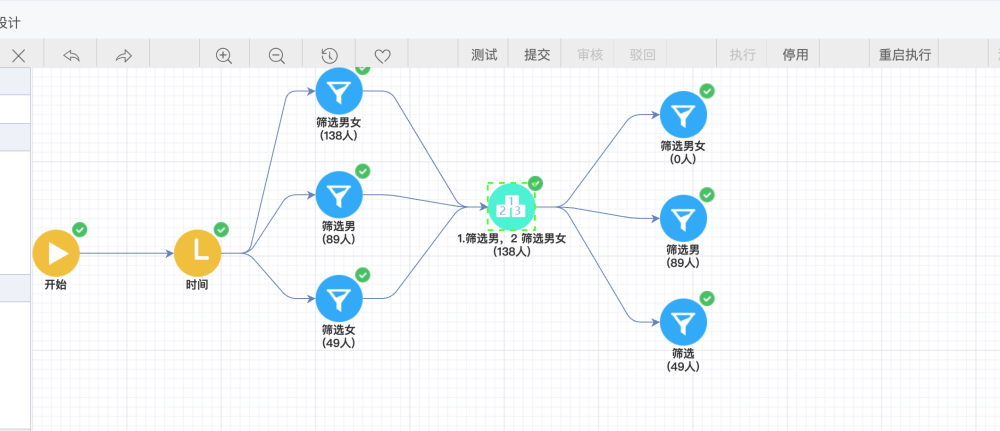 设计
测试
提交
审核
驳回
执行
停用
重启执行
筛选男女
(138人)
筛选男
(89人)
筛选女
(49人)
开始
时间
1
2
3
1.筛选男，2 筛选男女
(138人)
筛选男女
(0人)
筛选男
(89人)
筛选
(49人)